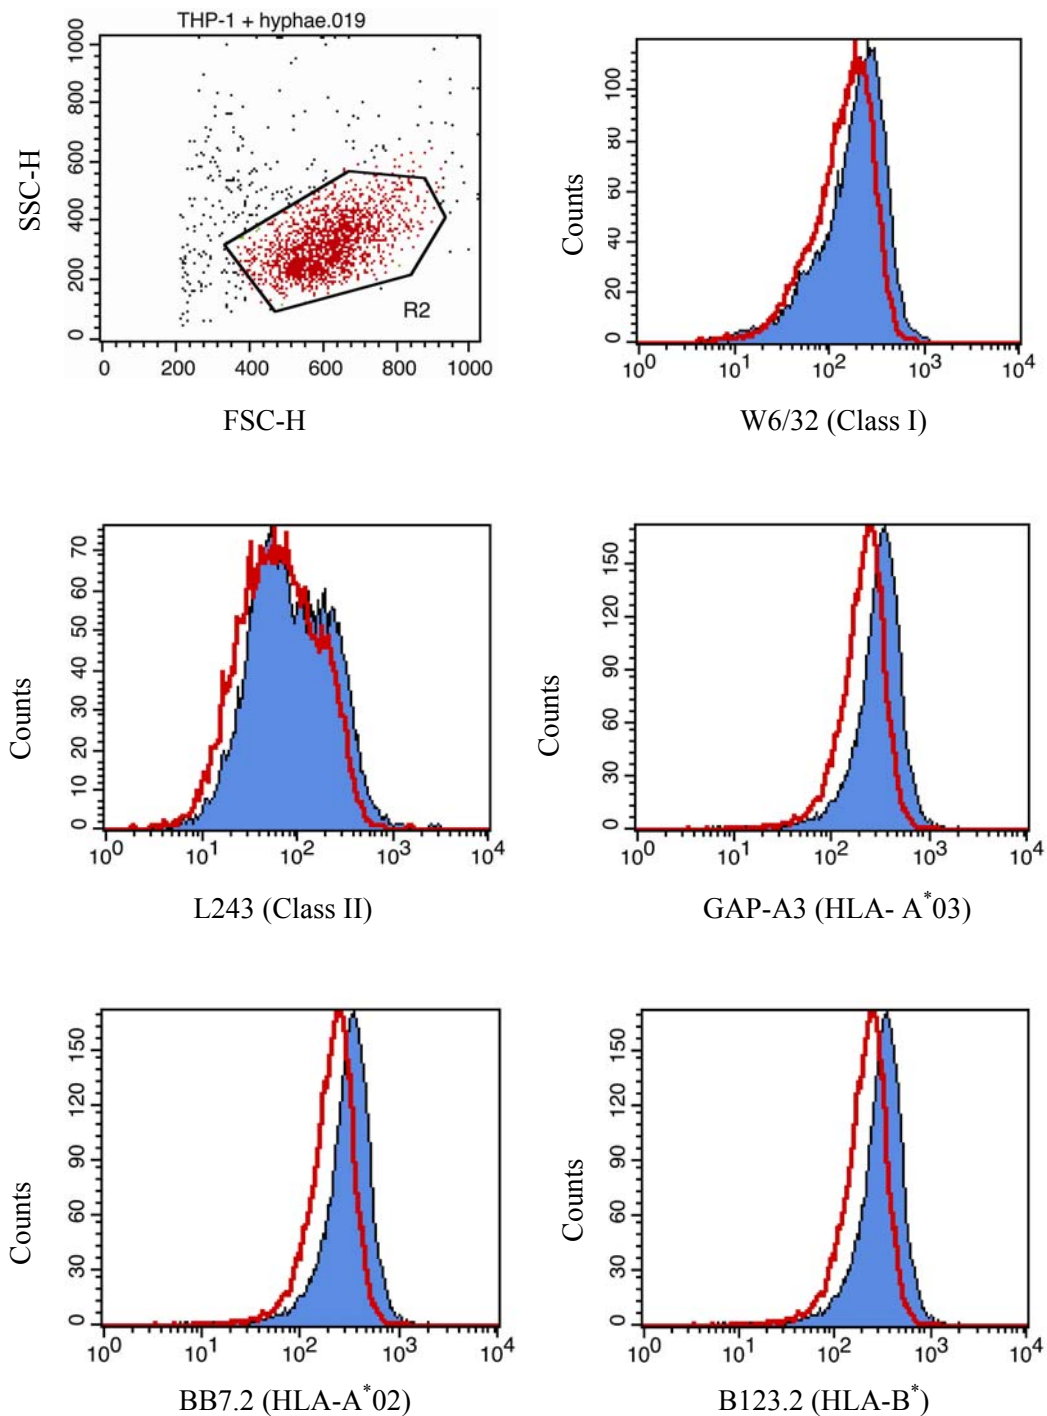 THP-1 + hyphae.019
SSC-H
1000
800
600
400
200
0
0 200 400 600 800 1000
R2
FSC-H
Counts
100
80
60
40
20
0
10^0 10^1 10^2 10^3 10^4
W6/32 (Class I)
Counts
70
60
50
40
30
20
10
0
10^0 10^1 10^2 10^3 10^4
L243 (Class II)
Counts
150
120
90
60
30
0
10^0 10^1 10^2 10^3 10^4
GAP-A3 (HLA- A*03)
Counts
150
120
90
60
30
0
10^0 10^1 10^2 10^3 10^4
BB7.2 (HLA-A*02)
Counts
150
120
90
60
30
0
10^0 10^1 10^2 10^3 10^4
B123.2 (HLA-B*)